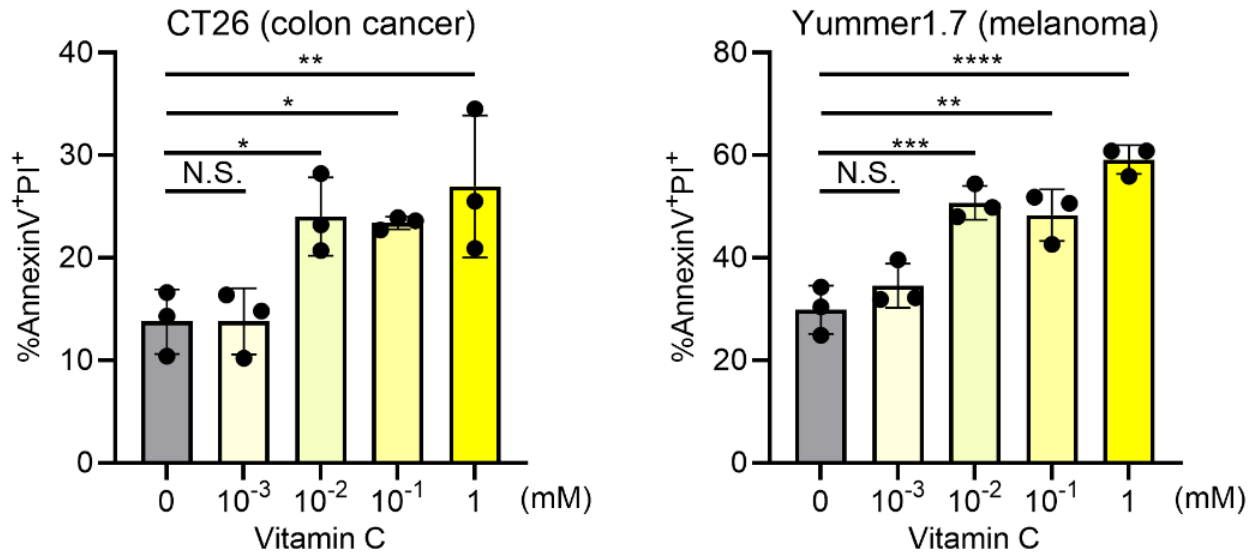 CT26 (colon cancer)
%AnnexinV⁺PI⁺
40
30
20
10
0
**
*
*
N.S.
0 10⁻³ 10⁻² 10⁻¹ 1 (mM)
Vitamin C
Yummer1.7 (melanoma)
%AnnexinV⁺PI⁺
80
60
40
20
0
****
**
***
N.S.
0 10⁻³ 10⁻² 10⁻¹ 1 (mM)
Vitamin C